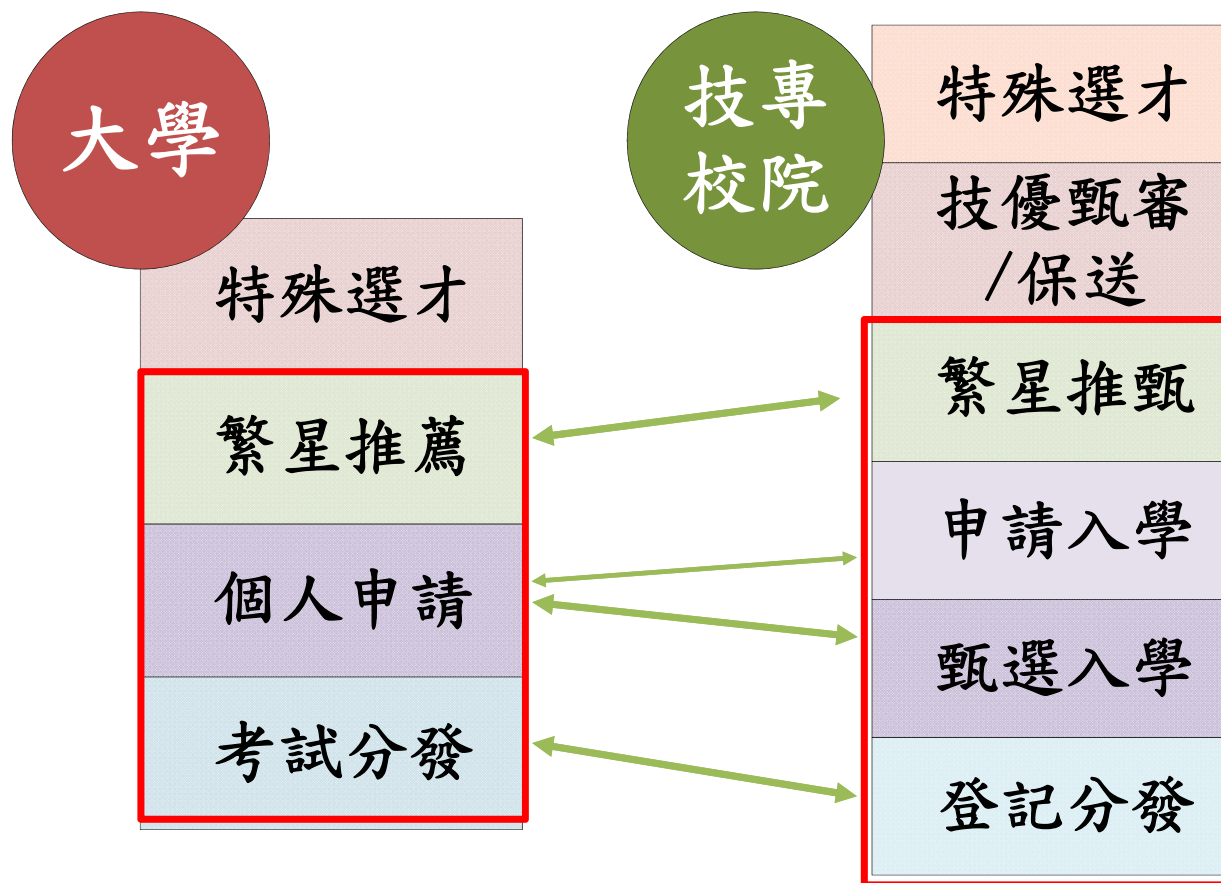 大學
特殊選才
繁星推薦
個人申請
考試分發
技專
校院
特殊選才
技優甄審
/保送
繁星推甄
申請入學
甄選入學
登記分發